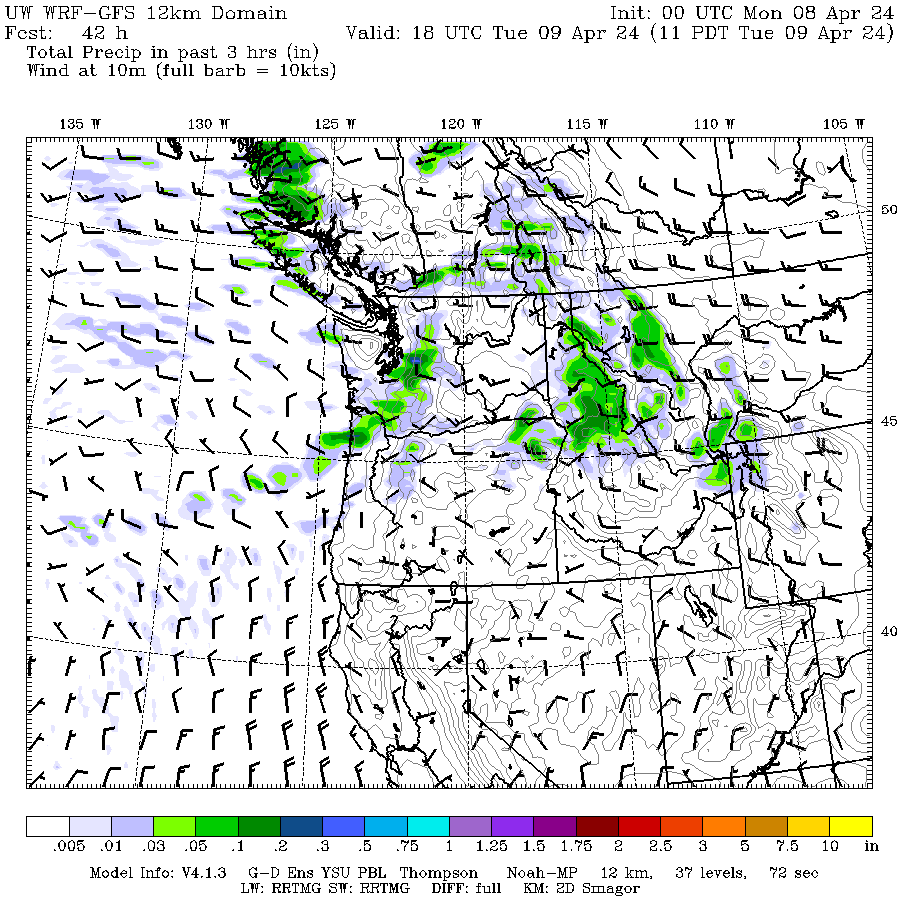 UW WRF-GFS 12km Domain Init: 00 UTC Mon 08 Apr 24
Fcst: 42 h Valid: 18 UTC Tue 09 Apr 24 (11 PDT Tue 09 Apr 24)
Total Precip in past 3 hrs (in)
Wind at 10m (full barb = 10kts)
135 W 130 W 125 W 120 W 115 W 110 W 105 W
50
45
40
.005 .01 .03 .05 .1 .2 .3 .5 .75 1 1.25 1.5 1.75 2 2.5 3 5 7.5 10 in
Model Info: V4.1.3 G-D Ens YSU PBL Thompson Noah-MP 12 km, 37 levels, 72 sec
LW: RRTMG SW: RRTMG DIFF: full KM: 2D Smagor